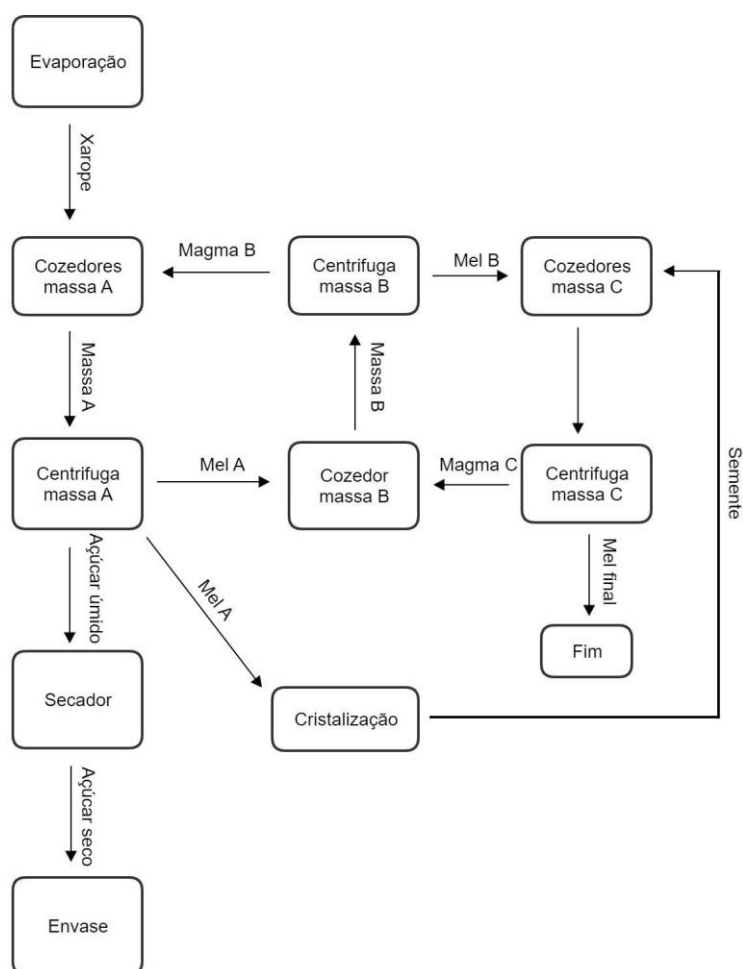 Evaporação
Xarope
Cozedores
massa A
Magma B
Centrifuga
massa B
Mel B
Cozedores
massa C
Massa A
Massa B
Centrifuga
massa A
Mel A
Cozedor
massa B
Magma C
Centrifuga
massa C
Semente
Açúcar úmido
Mel A
Mel final
Fim
Secador
Cristalização
Açúcar seco
Envase